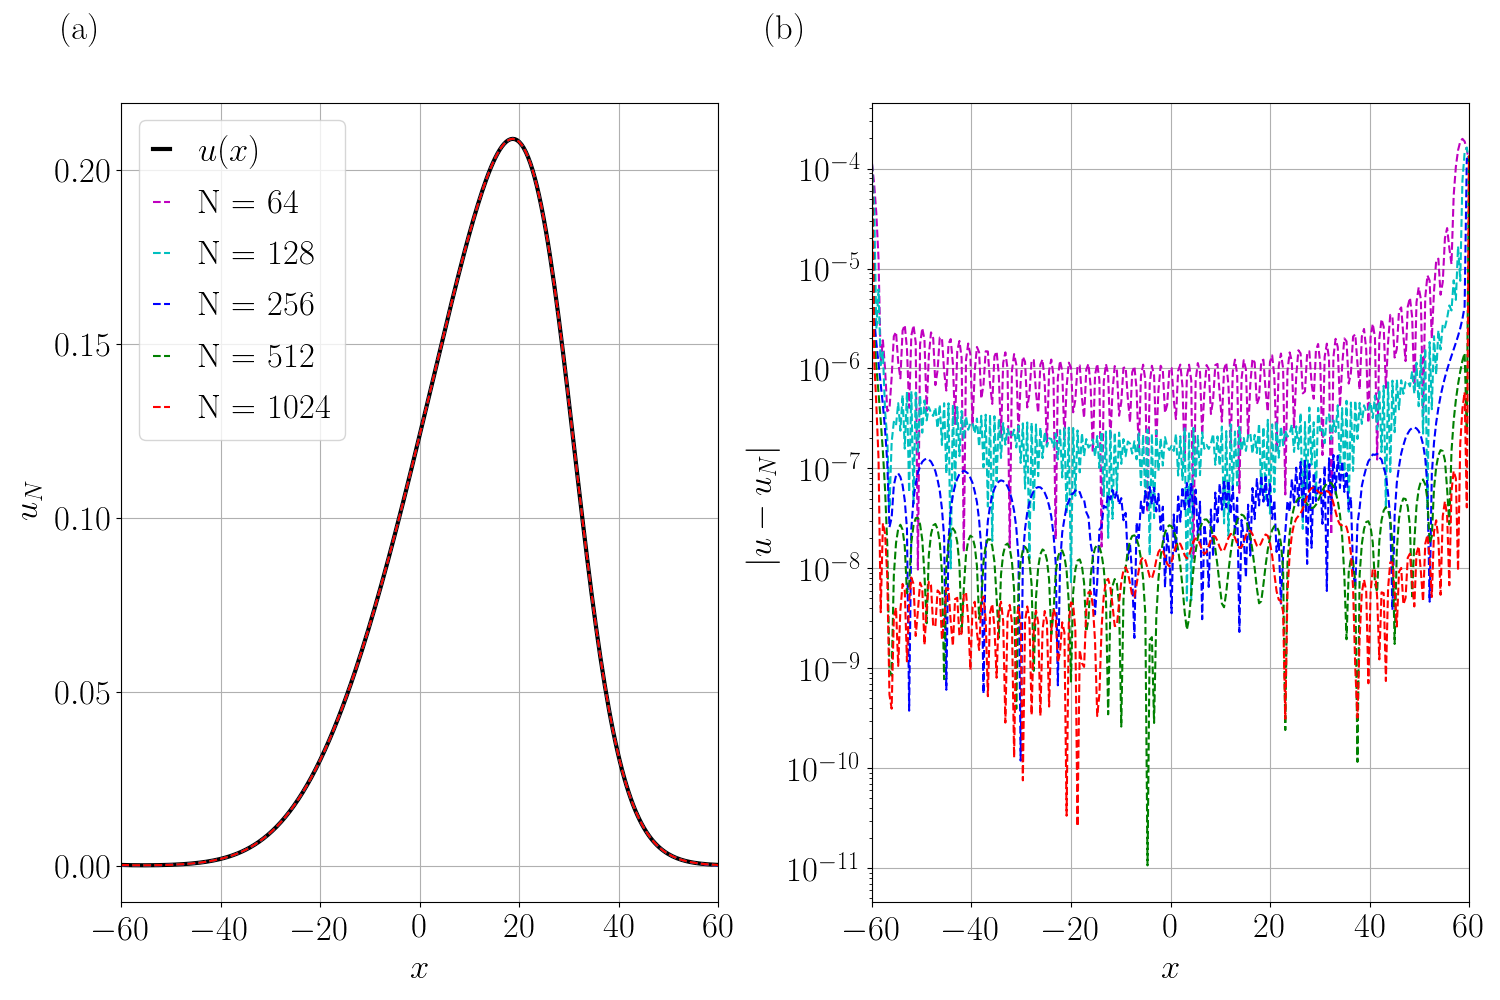 (a)
(b)
u(x)
N = 64
N = 128
N = 256
N = 512
N = 1024
0.20
0.15
0.10
0.05
0.00
u_N
−60
−40
−20
0
20
40
60
x
10^{−4}
10^{−5}
10^{−6}
10^{−7}
10^{−8}
10^{−9}
10^{−10}
10^{−11}
|u − u_N|
−60
−40
−20
0
20
40
60
x